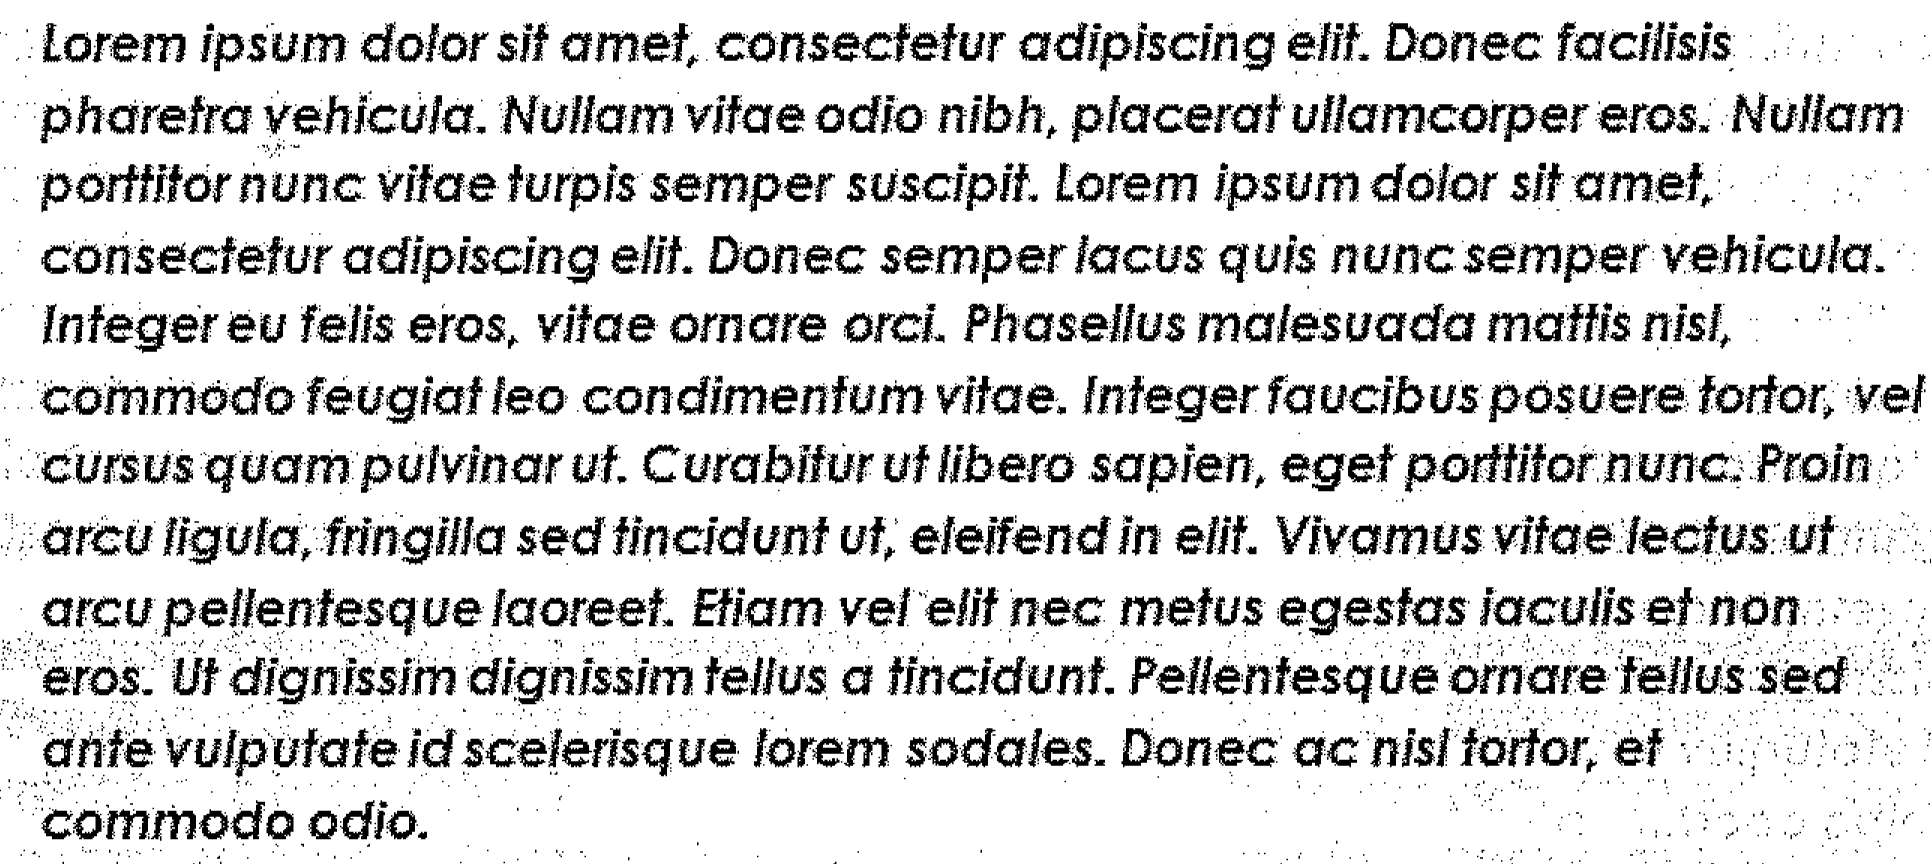 Lorem ipsum dolor sit amet, consectetur adipiscing elit. Donec facilisis
pharetra vehicula. Nullam vitae odio nibh, placerat ullamcorper eros. Nullam
porttitor nunc vitae turpis semper suscipit. Lorem ipsum dolor sit amet,
consectetur adipiscing elit. Donec semper lacus quis nunc semper vehicula.
Integer eu felis eros, vitae ornare orci. Phasellus malesuada mattis nisl,
commodo feugiat leo condimentum vitae. Integer faucibus posuere tortor, vel
cursus quam pulvinar ut. Curabitur ut libero sapien, eget porttitor nunc. Proin
arcu ligula, fringilla sed tincidunt ut, eleifend in elit. Vivamus vitae lectus ut
arcu pellentesque laoreet. Etiam vel elit nec metus egestas iaculis et non
eros. Ut dignissim dignissim tellus a tincidunt. Pellentesque ornare tellus sed
ante vulputate id scelerisque lorem sodales. Donec ac nisl tortor, et
commodo odio.